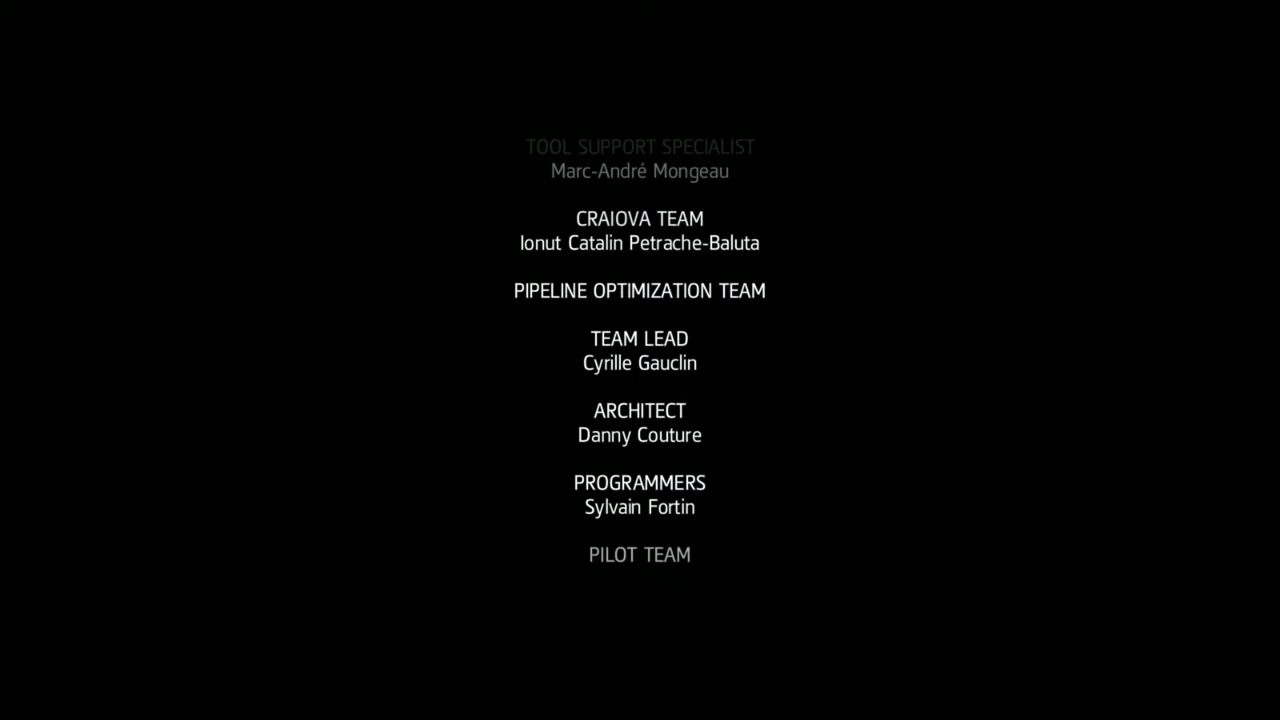 TOOL SUPPORT SPECIALIST
Marc-André Mongeau
CRAIOVA TEAM
Ionut Catalin Petrache-Baluta
PIPELINE OPTIMIZATION TEAM
TEAM LEAD
Cyrille Gauclin
ARCHITECT
Danny Couture
PROGRAMMERS
Sylvain Fortin
PILOT TEAM